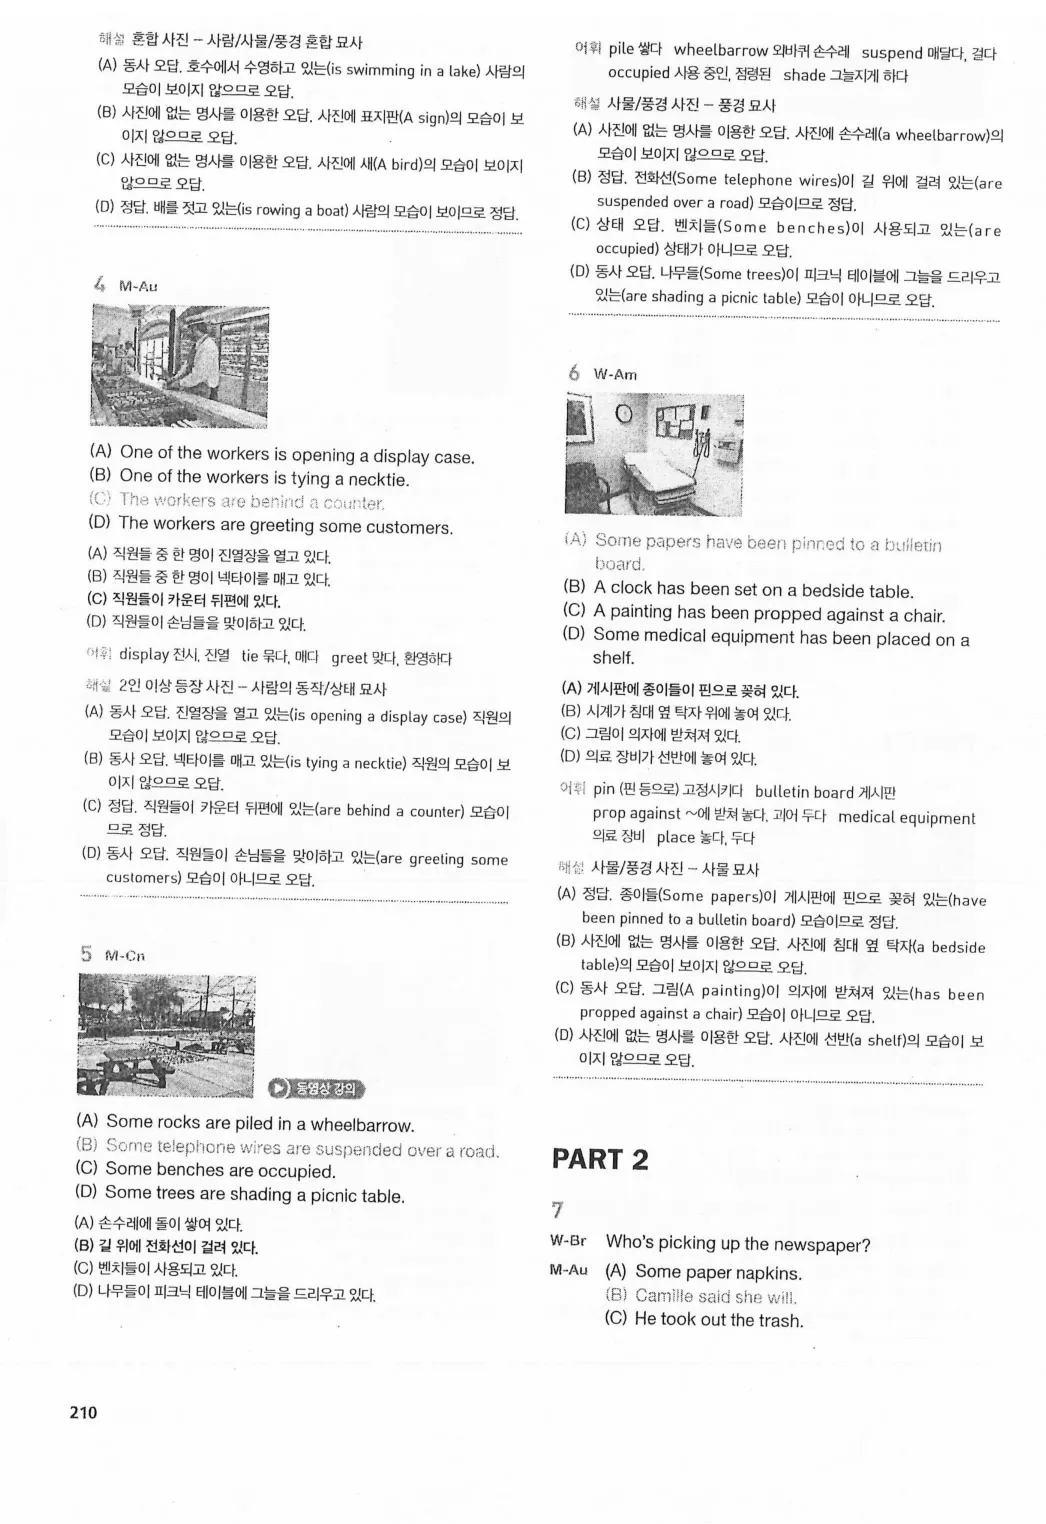 해설 혼합 사진 – 사람/사물/풍경 혼합 묘사
(A) 동사 오답. 호수에서 수영하고 있는(is swimming in a lake) 사람의
모습이 보이지 않으므로 오답.
(B) 사진에 없는 명사를 이용한 오답. 사진에 표지판(A sign)의 모습이 보
이지 않으므로 오답.
(C) 사진에 없는 명사를 이용한 오답. 사진에 새(A bird)의 모습이 보이지
않으므로 오답.
(D) 정답. 배를 젓고 있는(is rowing a boat) 사람의 모습이 보이므로 정답.
4 M-Au
(A) One of the workers is opening a display case.
(B) One of the workers is tying a necktie.
(C) The workers are behind a counter.
(D) The workers are greeting some customers.
(A) 직원들 중 한 명이 진열장을 열고 있다.
(B) 직원들 중 한 명이 넥타이를 매고 있다.
(C) 직원들이 카운터 뒤편에 있다.
(D) 직원들이 손님들을 맞이하고 있다.
어휘 display 전시, 진열 tie 묶다, 매다 greet 맞다, 환영하다
해설 2인 이상 등장 사진 – 사람의 동작/상태 묘사
(A) 동사 오답. 진열장을 열고 있는(is opening a display case) 직원의
모습이 보이지 않으므로 오답.
(B) 동사 오답. 넥타이를 매고 있는(is tying a necktie) 직원의 모습이 보
이지 않으므로 오답.
(C) 정답. 직원들이 카운터 뒤편에 있는(are behind a counter) 모습이
므로 정답.
(D) 동사 오답. 직원들이 손님들을 맞이하고 있는(are greeting some
customers) 모습이 아니므로 오답.
5 M-Cn
동영상 강의
(A) Some rocks are piled in a wheelbarrow.
(B) Some telephone wires are suspended over a road.
(C) Some benches are occupied.
(D) Some trees are shading a picnic table.
(A) 손수레에 돌이 쌓여 있다.
(B) 길 위에 전화선이 걸려 있다.
(C) 벤치들이 사용되고 있다.
(D) 나무들이 피크닉 테이블에 그늘을 드리우고 있다.
210
어휘 pile 쌓다 wheelbarrow 외바퀴 손수레 suspend 매달다, 걸다
occupied 사용 중인, 점령된 shade 그늘지게 하다
해설 사물/풍경 사진 – 풍경 묘사
(A) 사진에 없는 명사를 이용한 오답. 사진에 손수레(a wheelbarrow)의
모습이 보이지 않으므로 오답.
(B) 정답. 전화선(Some telephone wires)이 길 위에 걸려 있는(are
suspended over a road) 모습이므로 정답.
(C) 상태 오답. 벤치들(Some benches)이 사용되고 있는(are
occupied) 상태가 아니므로 오답.
(D) 동사 오답. 나무들(Some trees)이 피크닉 테이블에 그늘을 드리우고
있는(are shading a picnic table) 모습이 아니므로 오답.
6 W-Am
(A) Some papers have been pinned to a bulletin
board.
(B) A clock has been set on a bedside table.
(C) A painting has been propped against a chair.
(D) Some medical equipment has been placed on a
shelf.
(A) 게시판에 종이들이 핀으로 꽂혀 있다.
(B) 시계가 침대 옆 탁자 위에 놓여 있다.
(C) 그림이 의자에 받쳐져 있다.
(D) 의료 장비가 선반에 놓여 있다.
어휘 pin (핀 등으로) 고정시키다 bulletin board 게시판
prop against ~에 받쳐 놓다, 괴어 두다 medical equipment
의료 장비 place 놓다, 두다
해설 사물/풍경 사진 – 사물 묘사
(A) 정답. 종이들(Some papers)이 게시판에 핀으로 꽂혀 있는(have
been pinned to a bulletin board) 모습이므로 정답.
(B) 사진에 없는 명사를 이용한 오답. 사진에 침대 옆 탁자(a bedside
table)의 모습이 보이지 않으므로 오답.
(C) 동사 오답. 그림(A painting)이 의자에 받쳐져 있는(has been
propped against a chair) 모습이 아니므로 오답.
(D) 사진에 없는 명사를 이용한 오답. 사진에 선반(a shelf)의 모습이 보
이지 않으므로 오답.
PART 2
7
W-Br Who's picking up the newspaper?
M-Au (A) Some paper napkins.
(B) Camille said she will.
(C) He took out the trash.